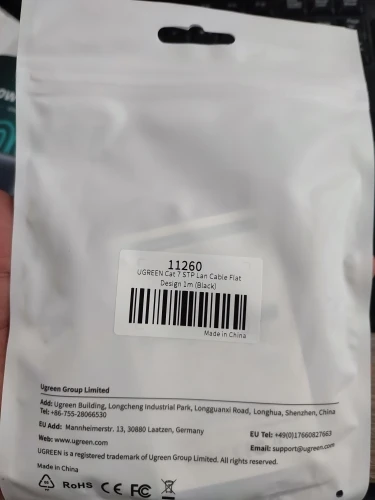 11260
UGREEN Cat 7 STP Lan Cable Flat
Design 1m (Black)
Made in China
Ugreen Group Limited
Add: Ugreen Building, Longcheng Industrial Park, Longguanxi Road, Longhua, Shenzhen, China
Tel: +86-755-28066530
EU Add: Mannheimerstr. 13, 30880 Laatzen, Germany
EU Tel: +49(0)17660827663
Web: www.ugreen.com
Email: support@ugreen.com
UGREEN is a registered trademark of Ugreen Group Limited. All rights reserved.
Made in China
RoHS CE FC